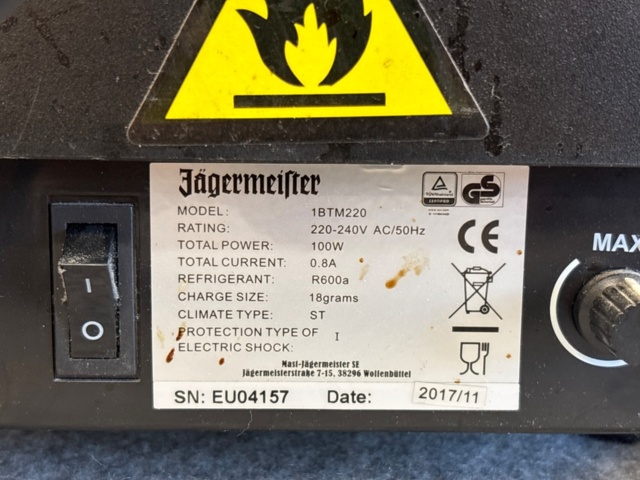 Jägermeister
MODEL: 1BTM220
RATING: 220-240V AC/50Hz
TOTAL POWER: 100W
TOTAL CURRENT: 0.8A
REFRIGERANT: R600a
CHARGE SIZE: 18grams
CLIMATE TYPE: ST
PROTECTION TYPE OF I
ELECTRIC SHOCK:
Mast-Jägermeister SE
Jägermeisterstraße 7-15, 38296 Wolfenbüttel
SN: EU04157 Date: 2017/11
GS
CE
MAX
I
O